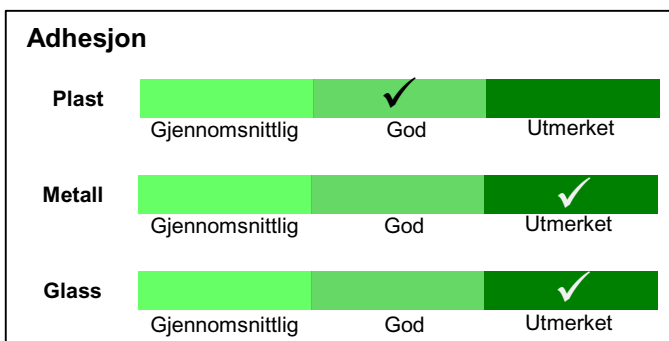 Adhesjon
Plast
Gjennomsnittlig God Utmerket
Metall
Gjennomsnittlig God Utmerket
Glass
Gjennomsnittlig God Utmerket